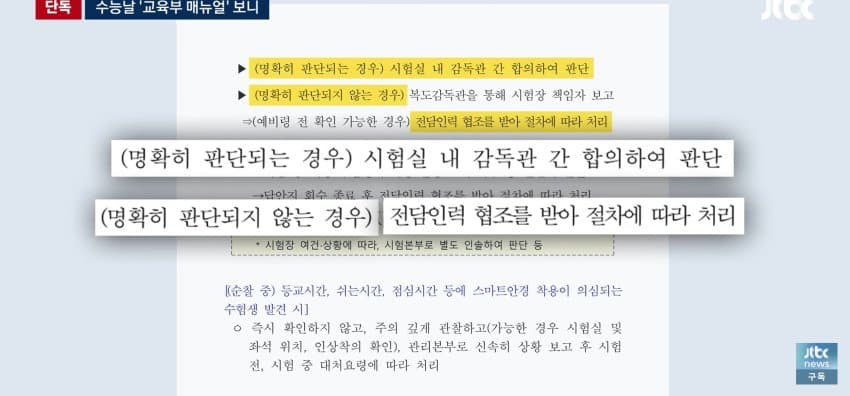 단독 수능날 '교육부 매뉴얼' 보니
jtbc
▶ (명확히 판단되는 경우) 시험실 내 감독관 간 합의하여 판단
▶ (명확히 판단되지 않는 경우) 복도감독관을 통해 시험장 책임자 보고
⇒(예비령 전 확인 가능한 경우) 전담인력 협조를 받아 절차에 따라 처리
(명확히 판단되는 경우) 시험실 내 감독관 간 합의하여 판단
→답안지 회수 종료 후 전담인력 협조를 받아 절차에 따라 처리
(명확히 판단되지 않는 경우) 전담인력 협조를 받아 절차에 따라 처리
* 시험장 여건·상황에 따라, 시험본부로 별도 인솔하여 판단 등
[(순찰 중) 등교시간, 쉬는시간, 점심시간 등에 스마트안경 착용이 의심되는
수험생 발견 시]
ㅇ 즉시 확인하지 않고, 주의 깊게 관찰하고(가능한 경우 시험실 및
좌석 위치, 인상착의 확인), 관리본부로 신속히 상황 보고 후 시험
전, 시험 중 대처요령에 따라 처리
jtbc
news
구독